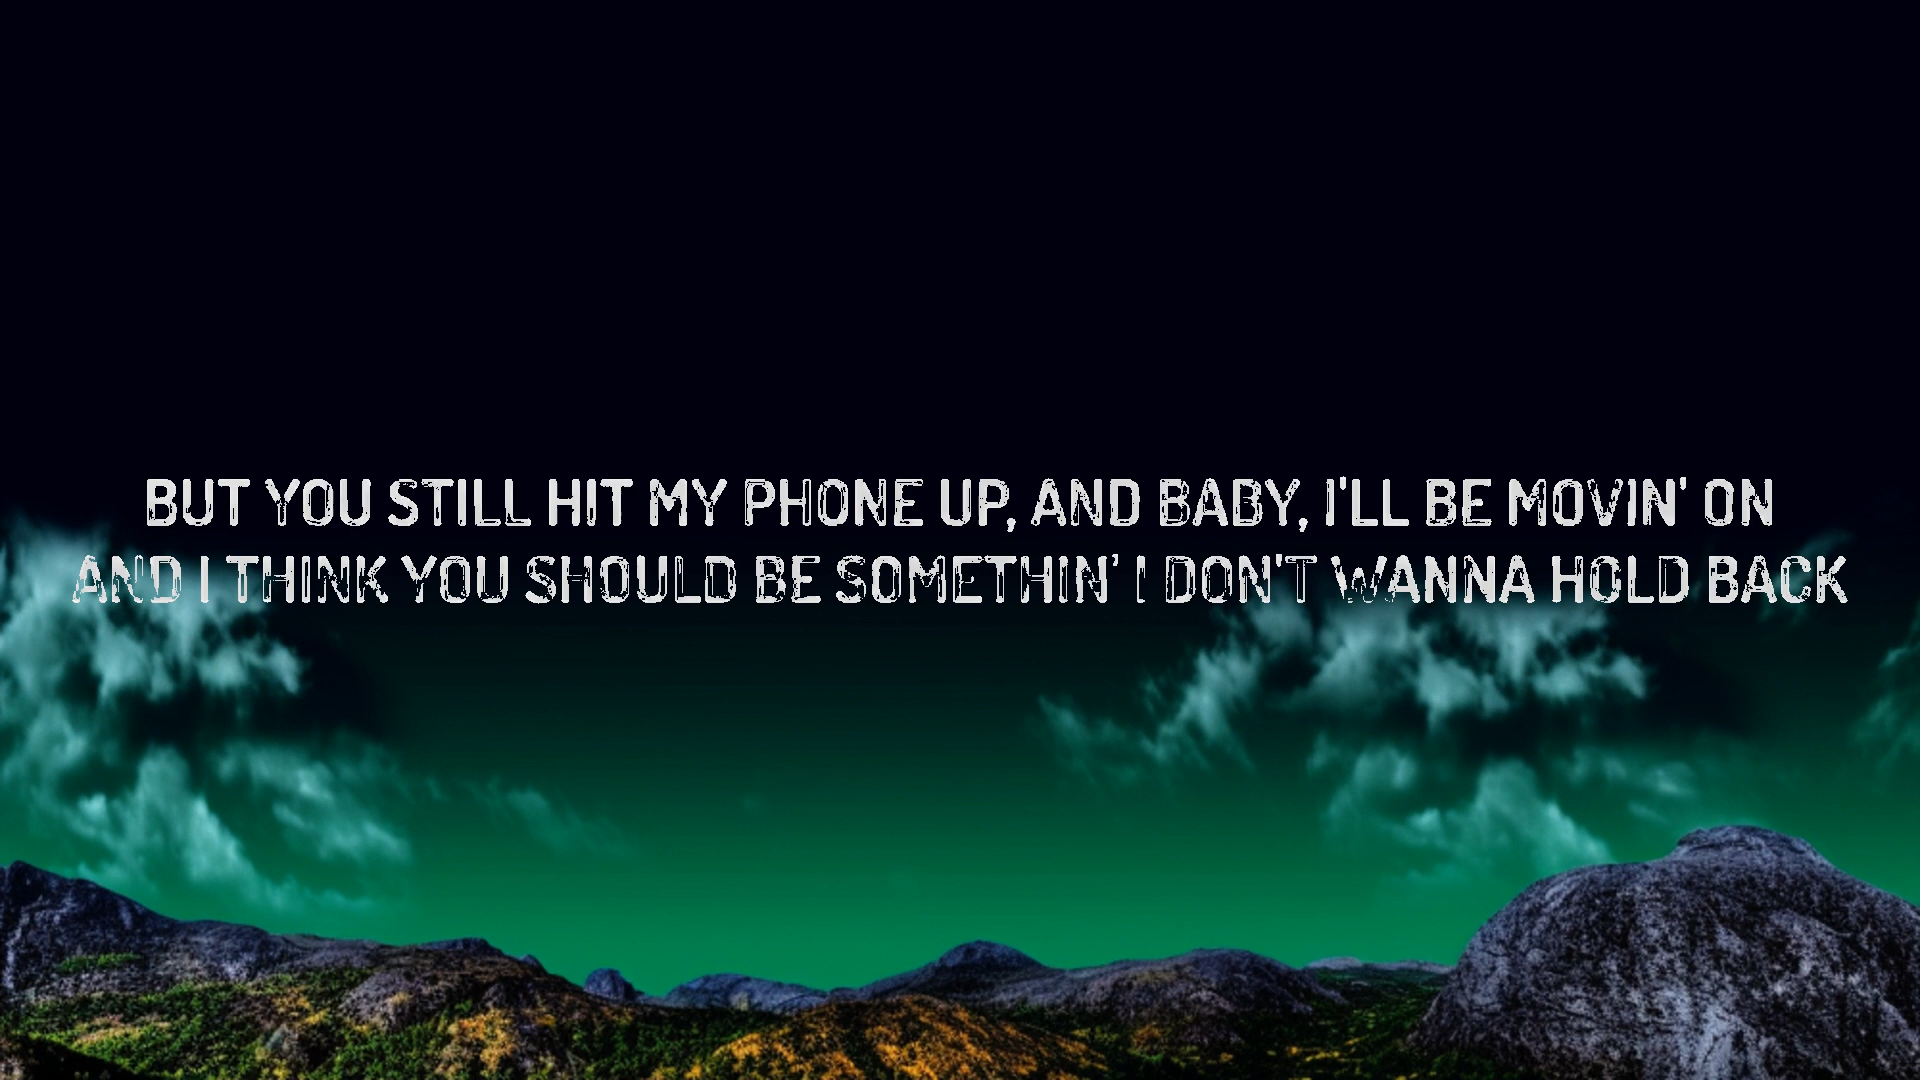 BUT YOU STILL HIT MY PHONE UP, AND BABY, I'LL BE MOVIN' ON
AND I THINK YOU SHOULD BE SOMETHIN' I DON'T WANNA HOLD BACK